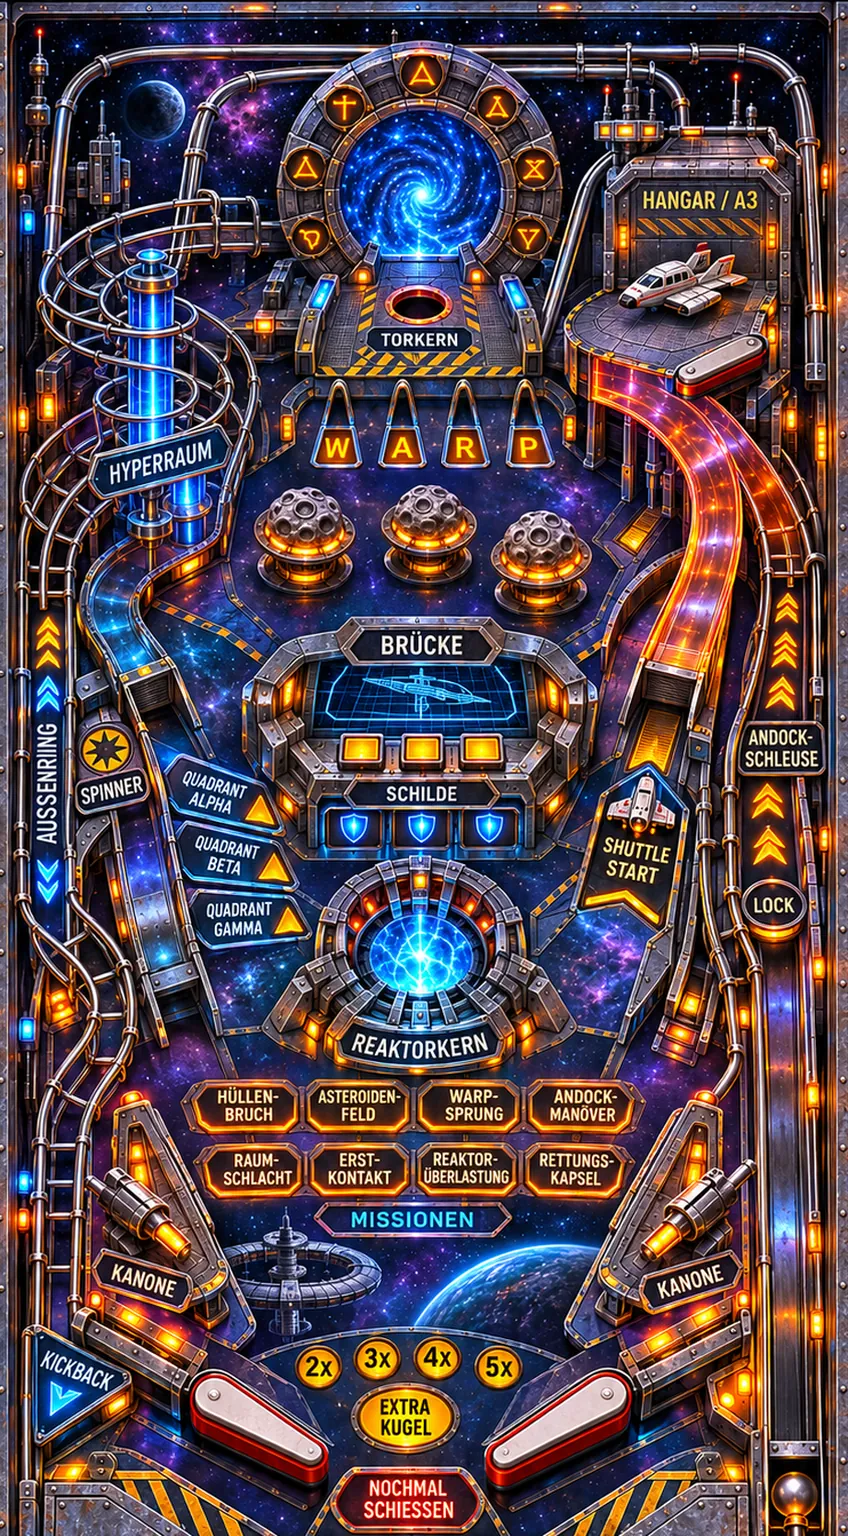 HANGAR / A3
TORKERN
W A R P
HYPERRAUM
BRÜCKE
AUSSENRIING
SPINNER
ANDOCK-
SCHLEUSE
QUADRANT
ALPHA
SCHILDE
QUADRANT
BETA
SHUTTLE
START
QUADRANT
GAMMA
LOCK
REAKTORKERN
HÜLLEN-
BRUCH
ASTEROIDEN-
FELD
WARP-
SPRUNG
ANDOCK-
MANÖVER
RAUM-
SCHLACHT
ERST-
KONTAKT
REAKTOR-
ÜBERLASTUNG
RETTUNGS-
KAPSEL
MISSIONEN
KANONE
KANONE
KICKBACK
2x 3x 4x 5x
EXTRA
KUGEL
NOCHMAL
SCHIESSEN